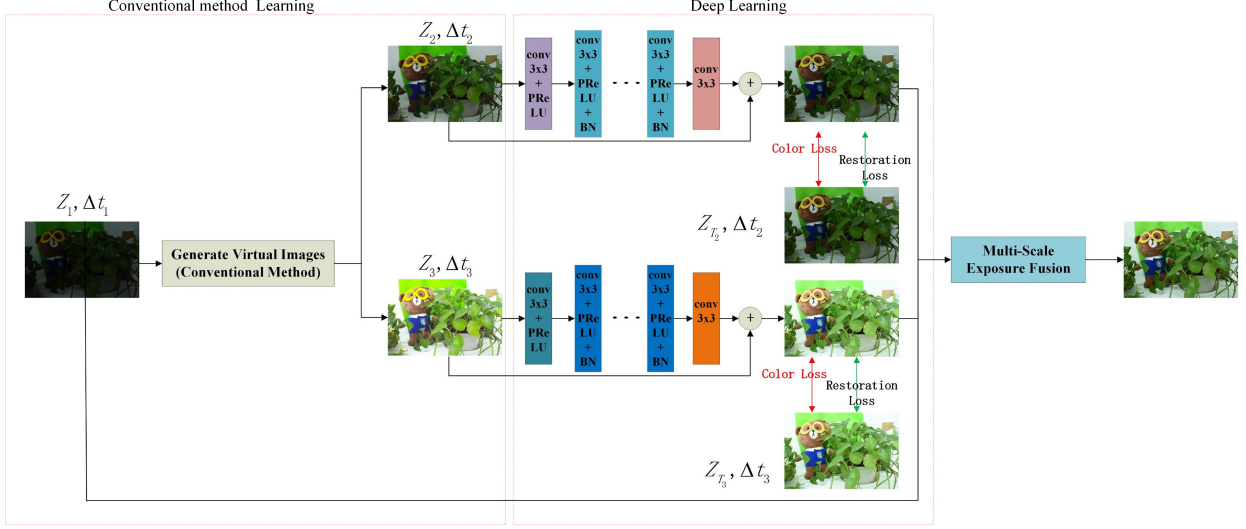 Conventional method Learning
Deep Learning
Z₂, Δt₂
conv
3x3
+
PRe
LU
conv
3x3
+
PRe
LU
+
BN
...
conv
3x3
+
PRe
LU
+
BN
conv
3x3
+
Color Loss
Restoration
Loss
Z₁, Δt₁
Generate Virtual Images
(Conventional Method)
Z_T₂, Δt₂
Multi-Scale
Exposure Fusion
Z₃, Δt₃
conv
3x3
+
PRe
LU
conv
3x3
+
PRe
LU
+
BN
...
conv
3x3
+
PRe
LU
+
BN
conv
3x3
+
Color Loss
Restoration
Loss
Z_T₃, Δt₃